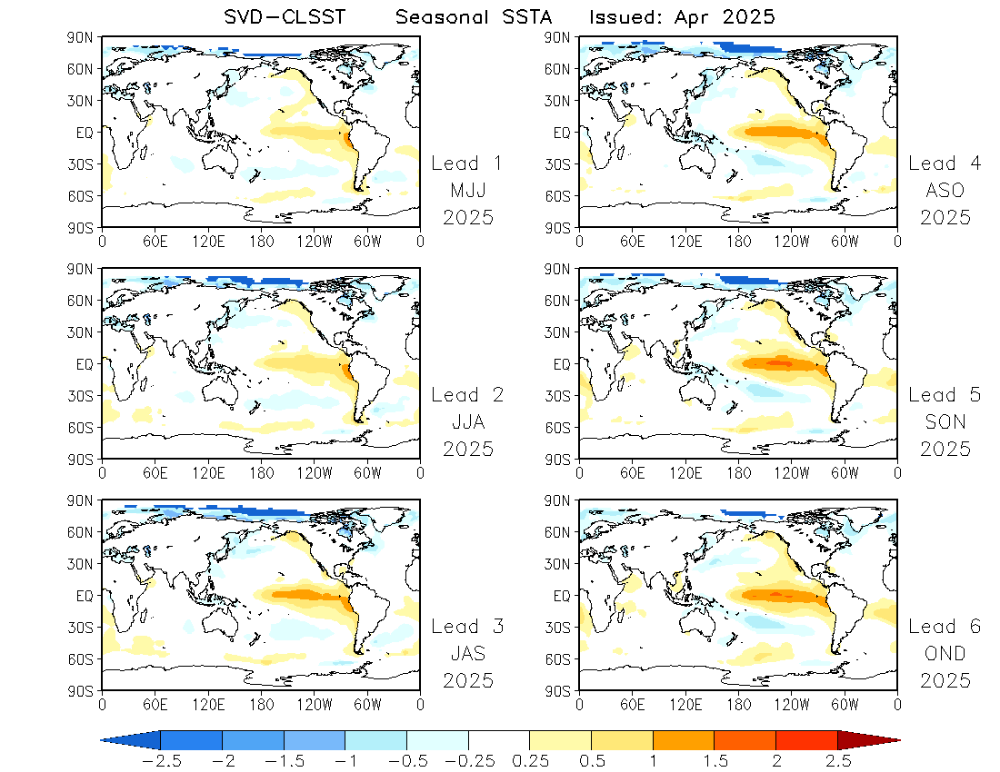 SVD-CLSST Seasonal SSTA Issued: Apr 2025
90N
60N
30N
EQ
30S
60S
90S
0 60E 120E 180 120W 60W 0
Lead 1
MJJ
2025
90N
60N
30N
EQ
30S
60S
90S
0 60E 120E 180 120W 60W 0
Lead 4
ASO
2025
90N
60N
30N
EQ
30S
60S
90S
0 60E 120E 180 120W 60W 0
Lead 2
JJA
2025
90N
60N
30N
EQ
30S
60S
90S
0 60E 120E 180 120W 60W 0
Lead 5
SON
2025
90N
60N
30N
EQ
30S
60S
90S
0 60E 120E 180 120W 60W 0
Lead 3
JAS
2025
90N
60N
30N
EQ
30S
60S
90S
0 60E 120E 180 120W 60W 0
Lead 6
OND
2025
-2.5 -2 -1.5 -1 -0.5 -0.25 0.25 0.5 1 1.5 2 2.5